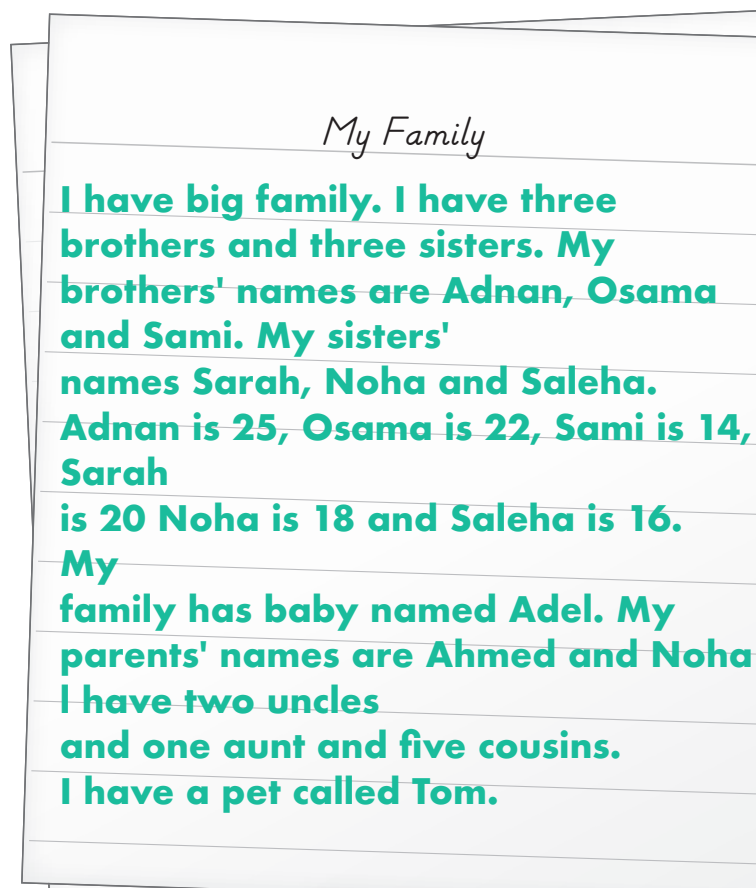 My Family
I have big family. I have three
brothers and three sisters. My
brothers' names are Adnan, Osama
and Sami. My sisters'
names Sarah, Noha and Saleha.
Adnan is 25, Osama is 22, Sami is 14,
Sarah
is 20 Noha is 18 and Saleha is 16.
My
family has baby named Adel. My
parents' names are Ahmed and Noha
l have two uncles
and one aunt and five cousins.
I have a pet called Tom.